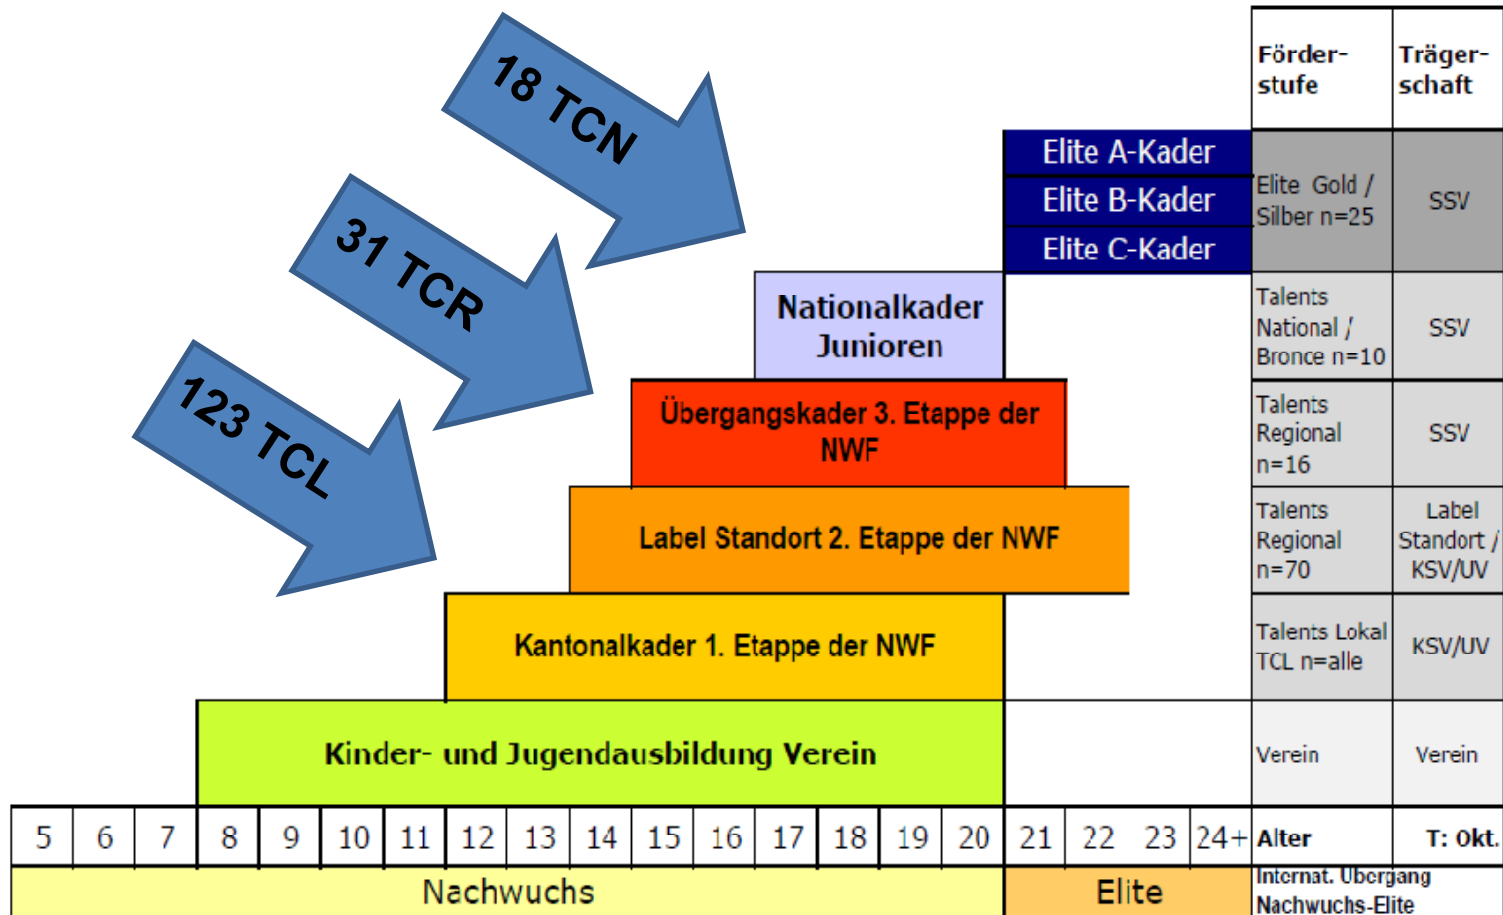 18 TCN
31 TCR
123 TCL
Förder-
stufe
Träger-
schaft
Elite A-Kader
Elite B-Kader
Elite C-Kader
Elite Gold /
Silber n=25
SSV
Nationalkader
Junioren
Talents
National /
Bronce n=10
SSV
Übergangskader 3. Etappe der
NWF
Talents
Regional
n=16
SSV
Label Standort 2. Etappe der NWF
Talents
Regional
n=70
Label
Standort /
KSV/UV
Kantonalkader 1. Etappe der NWF
Talents Lokal
TCL n=alle
KSV/UV
Kinder- und Jugendausbildung Verein
Verein
Verein
5 6 7 8 9 10 11 12 13 14 15 16 17 18 19 20 21 22 23 24+ Alter T: Okt.
Nachwuchs
Elite
Internat. Übergang
Nachwuchs-Elite